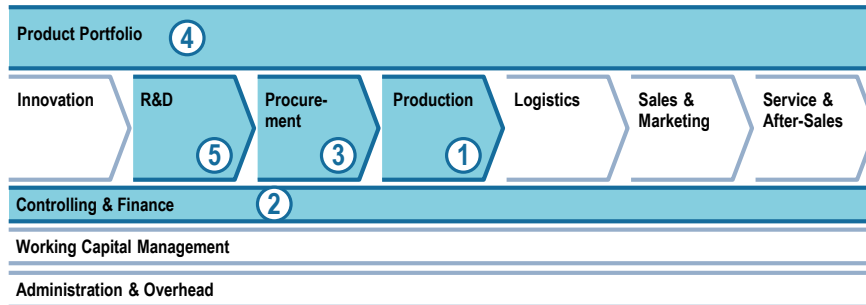 Product Portfolio 4
Innovation
R&D
5
Procure-
ment
3
Production
1
Logistics
Sales &
Marketing
Service &
After-Sales
Controlling & Finance 2
Working Capital Management
Administration & Overhead